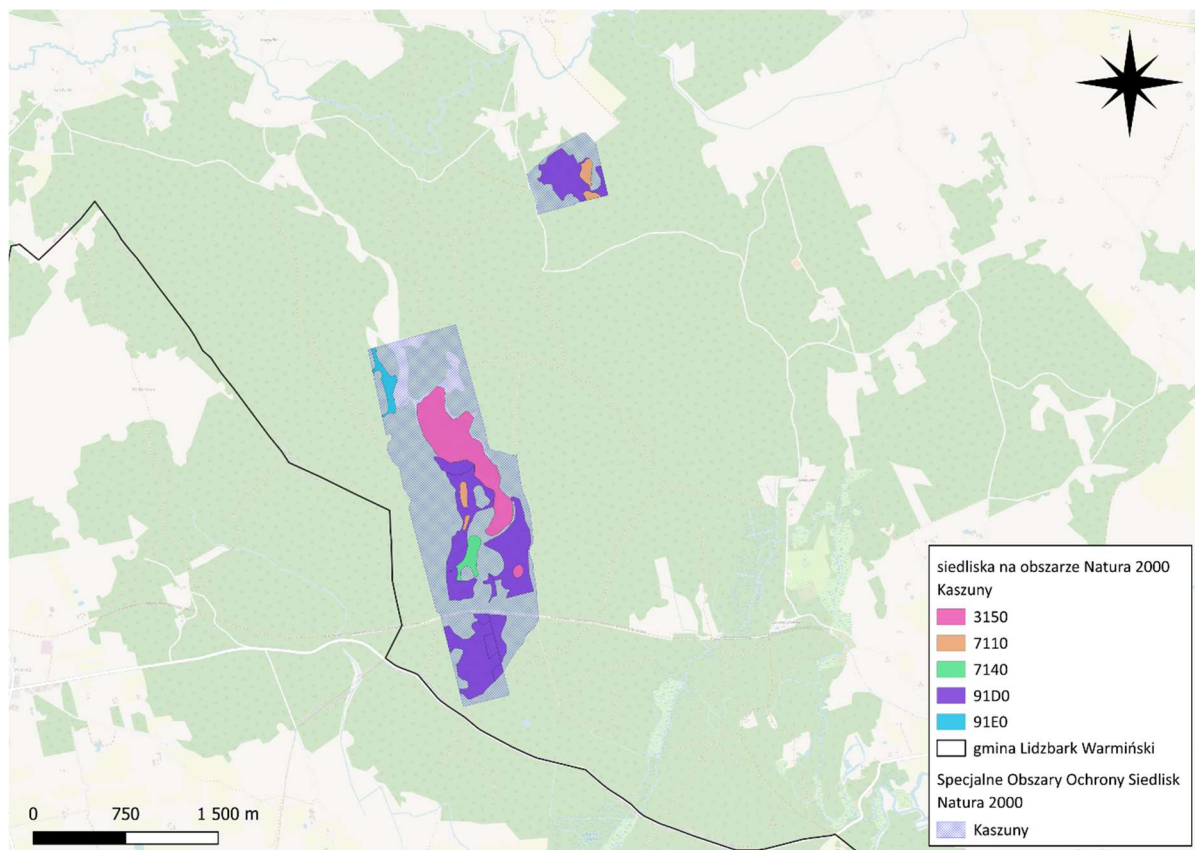 siedliska na obszarze Natura 2000
Kaszuny
3150
7110
7140
91D0
91E0
gmina Lidzbark Warmiński
Specjalne Obszary Ochrony Siedlisk
Natura 2000
Kaszuny
0 750 1 500 m